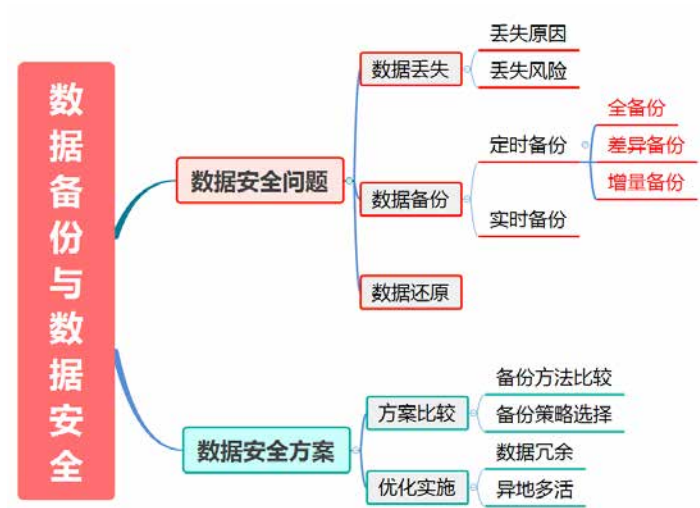 数据备份与数据安全
数据安全问题
数据丢失
丢失原因
丢失风险
数据备份
定时备份
全备份
差异备份
增量备份
实时备份
数据还原
数据安全方案
方案比较
备份方法比较
备份策略选择
优化实施
数据冗余
异地多活